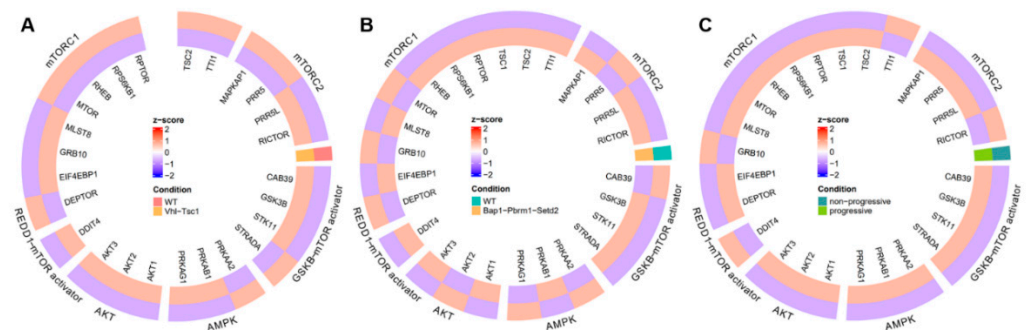 A
mTORC1
mTORC2
GSKB-mTOR activator
AMPK
AKT
REDD1-mTOR activator
RPTOR
RPS6KB1
RHEB
MTOR
MLST8
GRB10
EIF4EBP1
DEPTOR
DDIT4
AKT3
AKT2
AKT1
PRKAG1
PRKAB1
PRKAA2
STRADA
STK11
GSK3B
CAB39
RICTOR
PRR5L
PRR5
MAPKAP1
TTI1
TSC2
z-score
2
1
0
−1
−2
Condition
WT
Vhl-Tsc1
B
mTORC1
mTORC2
GSKB-mTOR activator
AMPK
AKT
REDD1-mTOR activator
TSC1
RPTOR
RPS6KB1
RHEB
MTOR
MLST8
GRB10
EIF4EBP1
DEPTOR
DDIT4
AKT3
AKT2
AKT1
PRKAG1
PRKAB1
PRKAA2
STRADA
STK11
GSK3B
CAB39
RICTOR
PRR5L
PRR5
MAPKAP1
TTI1
TSC2
z-score
2
1
0
−1
−2
Condition
WT
Bap1-Pbrm1-Setd2
C
mTORC1
mTORC2
GSKB-mTOR activator
AMPK
AKT
REDD1-mTOR activator
TSC1
RPTOR
RPS6KB1
RHEB
MTOR
MLST8
GRB10
EIF4EBP1
DEPTOR
DDIT4
AKT3
AKT2
AKT1
PRKAG1
PRKAB1
PRKAA2
STRADA
STK11
GSK3B
CAB39
RICTOR
PRR5L
PRR5
MAPKAP1
TTI1
TSC2
z-score
2
1
0
−1
−2
Condition
non-progressive
progressive